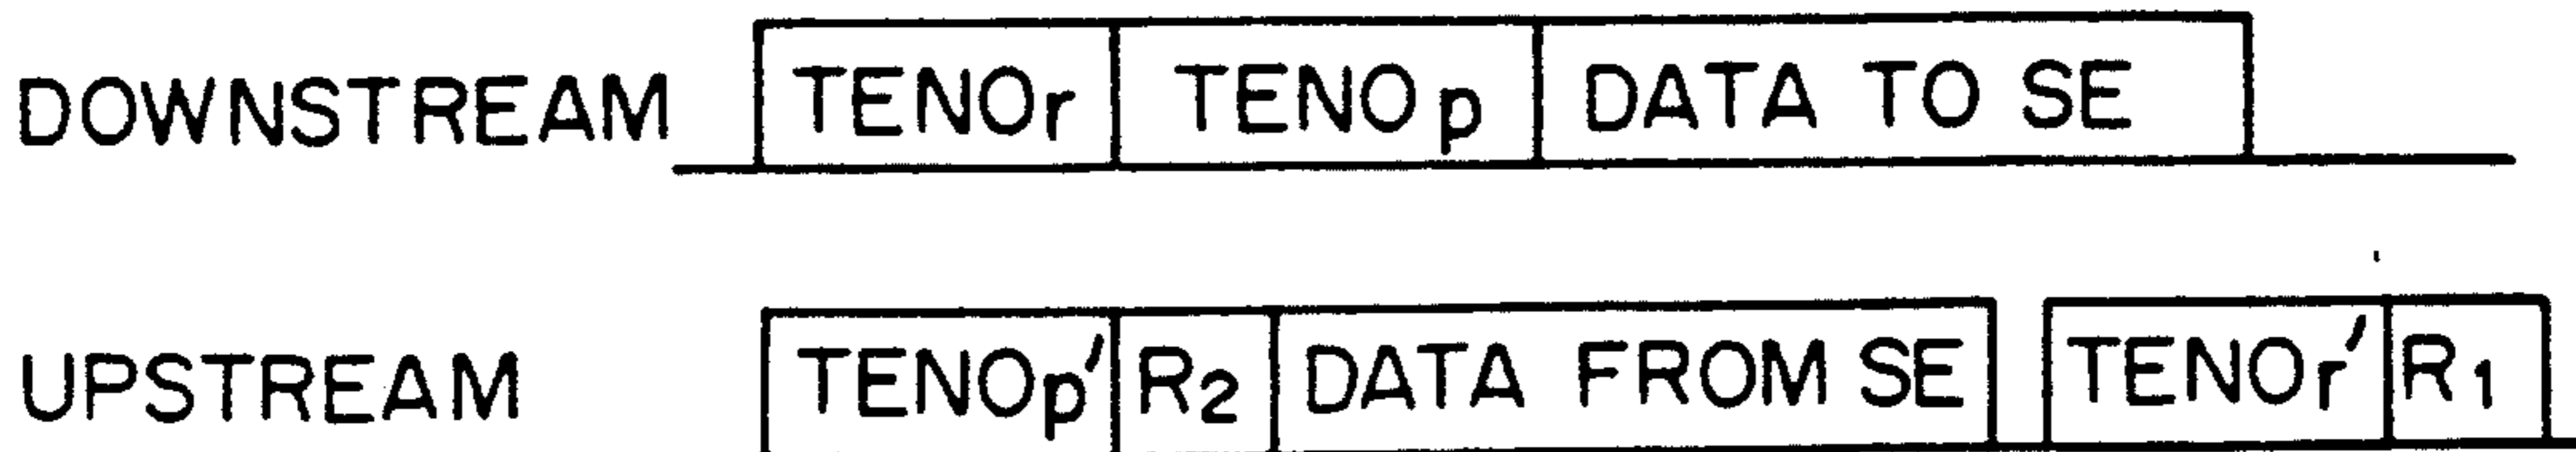 DOWNSTREAM TENOr TENOp DATA TO SE
UPSTREAM TENOp' R2 DATA FROM SE TENOr' R1